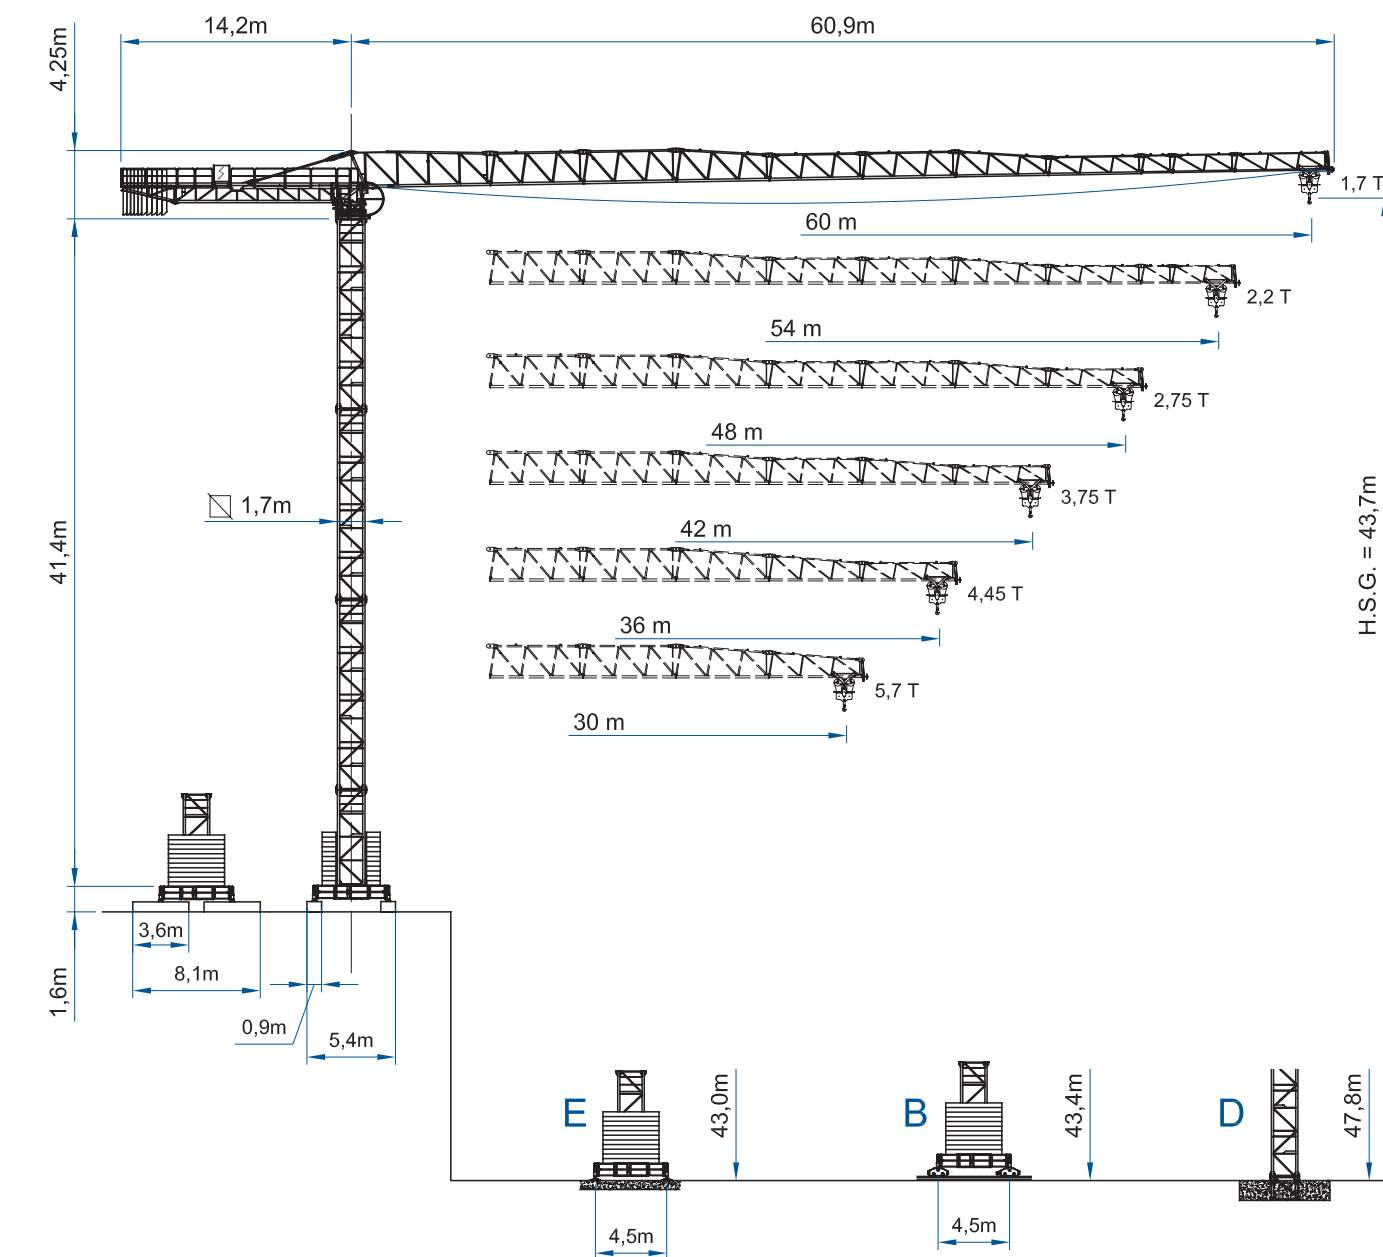 14,2m
60,9m
4,25m
1,7 T
60 m
2,2 T
54 m
2,75 T
48 m
3,75 T
1,7m
42 m
41,4m
H.S.G. = 43,7m
4,45 T
36 m
5,7 T
30 m
3,6m
8,1m
1,6m
0,9m
5,4m
E
43,0m
B
43,4m
D
47,8m
4,5m
4,5m